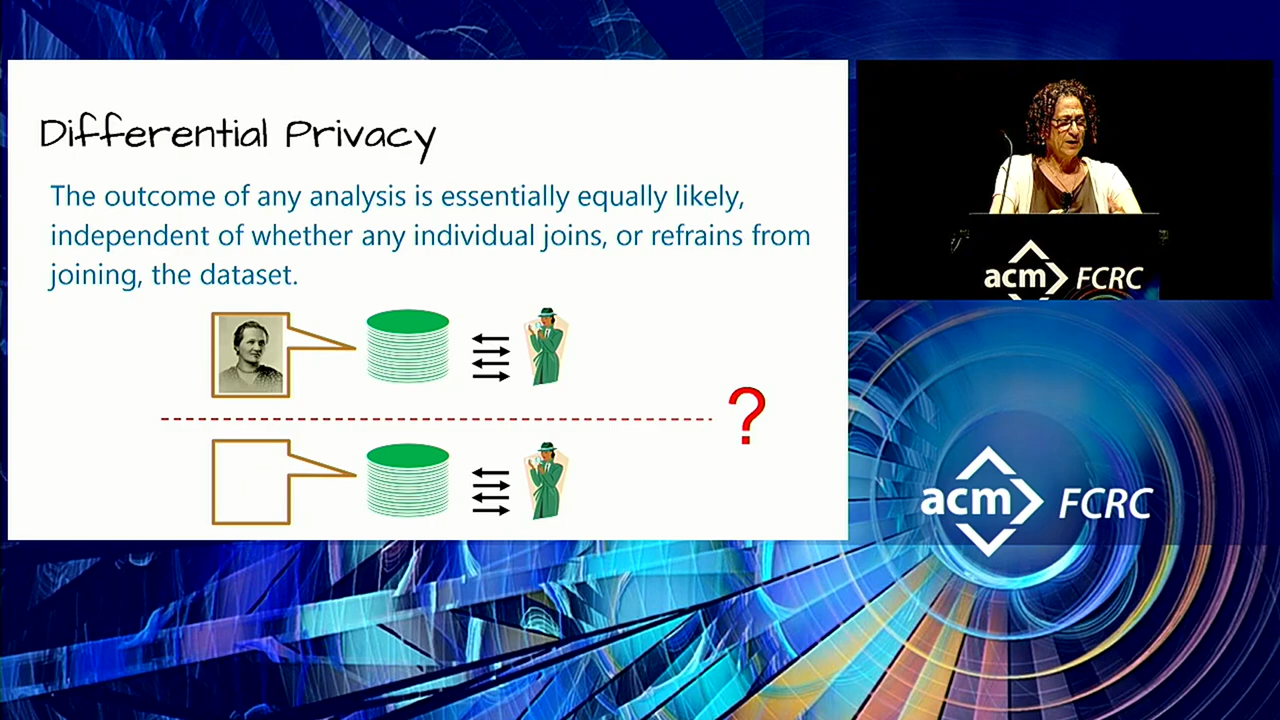 Differential Privacy
The outcome of any analysis is essentially equally likely,
independent of whether any individual joins, or refrains from
joining, the dataset.
?
acm FCRC
acm FCRC